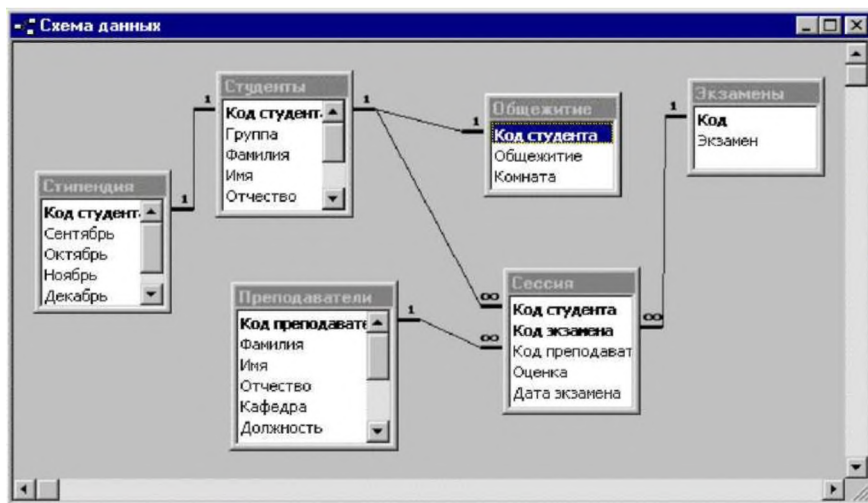 Схема данных
Студенты
Код студент
Группа
Фамилия
Имя
Отчество
1
1
Общежитие
Код студента
Общежитие
Комната
1
Экзамены
Код
Экзамен
1
Стипендия
Код студент
Сентябрь
Октябрь
Ноябрь
Декабрь
1
Преподаватели
Код преподавате
Фамилия
Имя
Отчество
Кафедра
Должность
1
Сессия
Код студента
Код экзамена
Код преподават
Оценка
Дата экзамена
∞
∞
∞